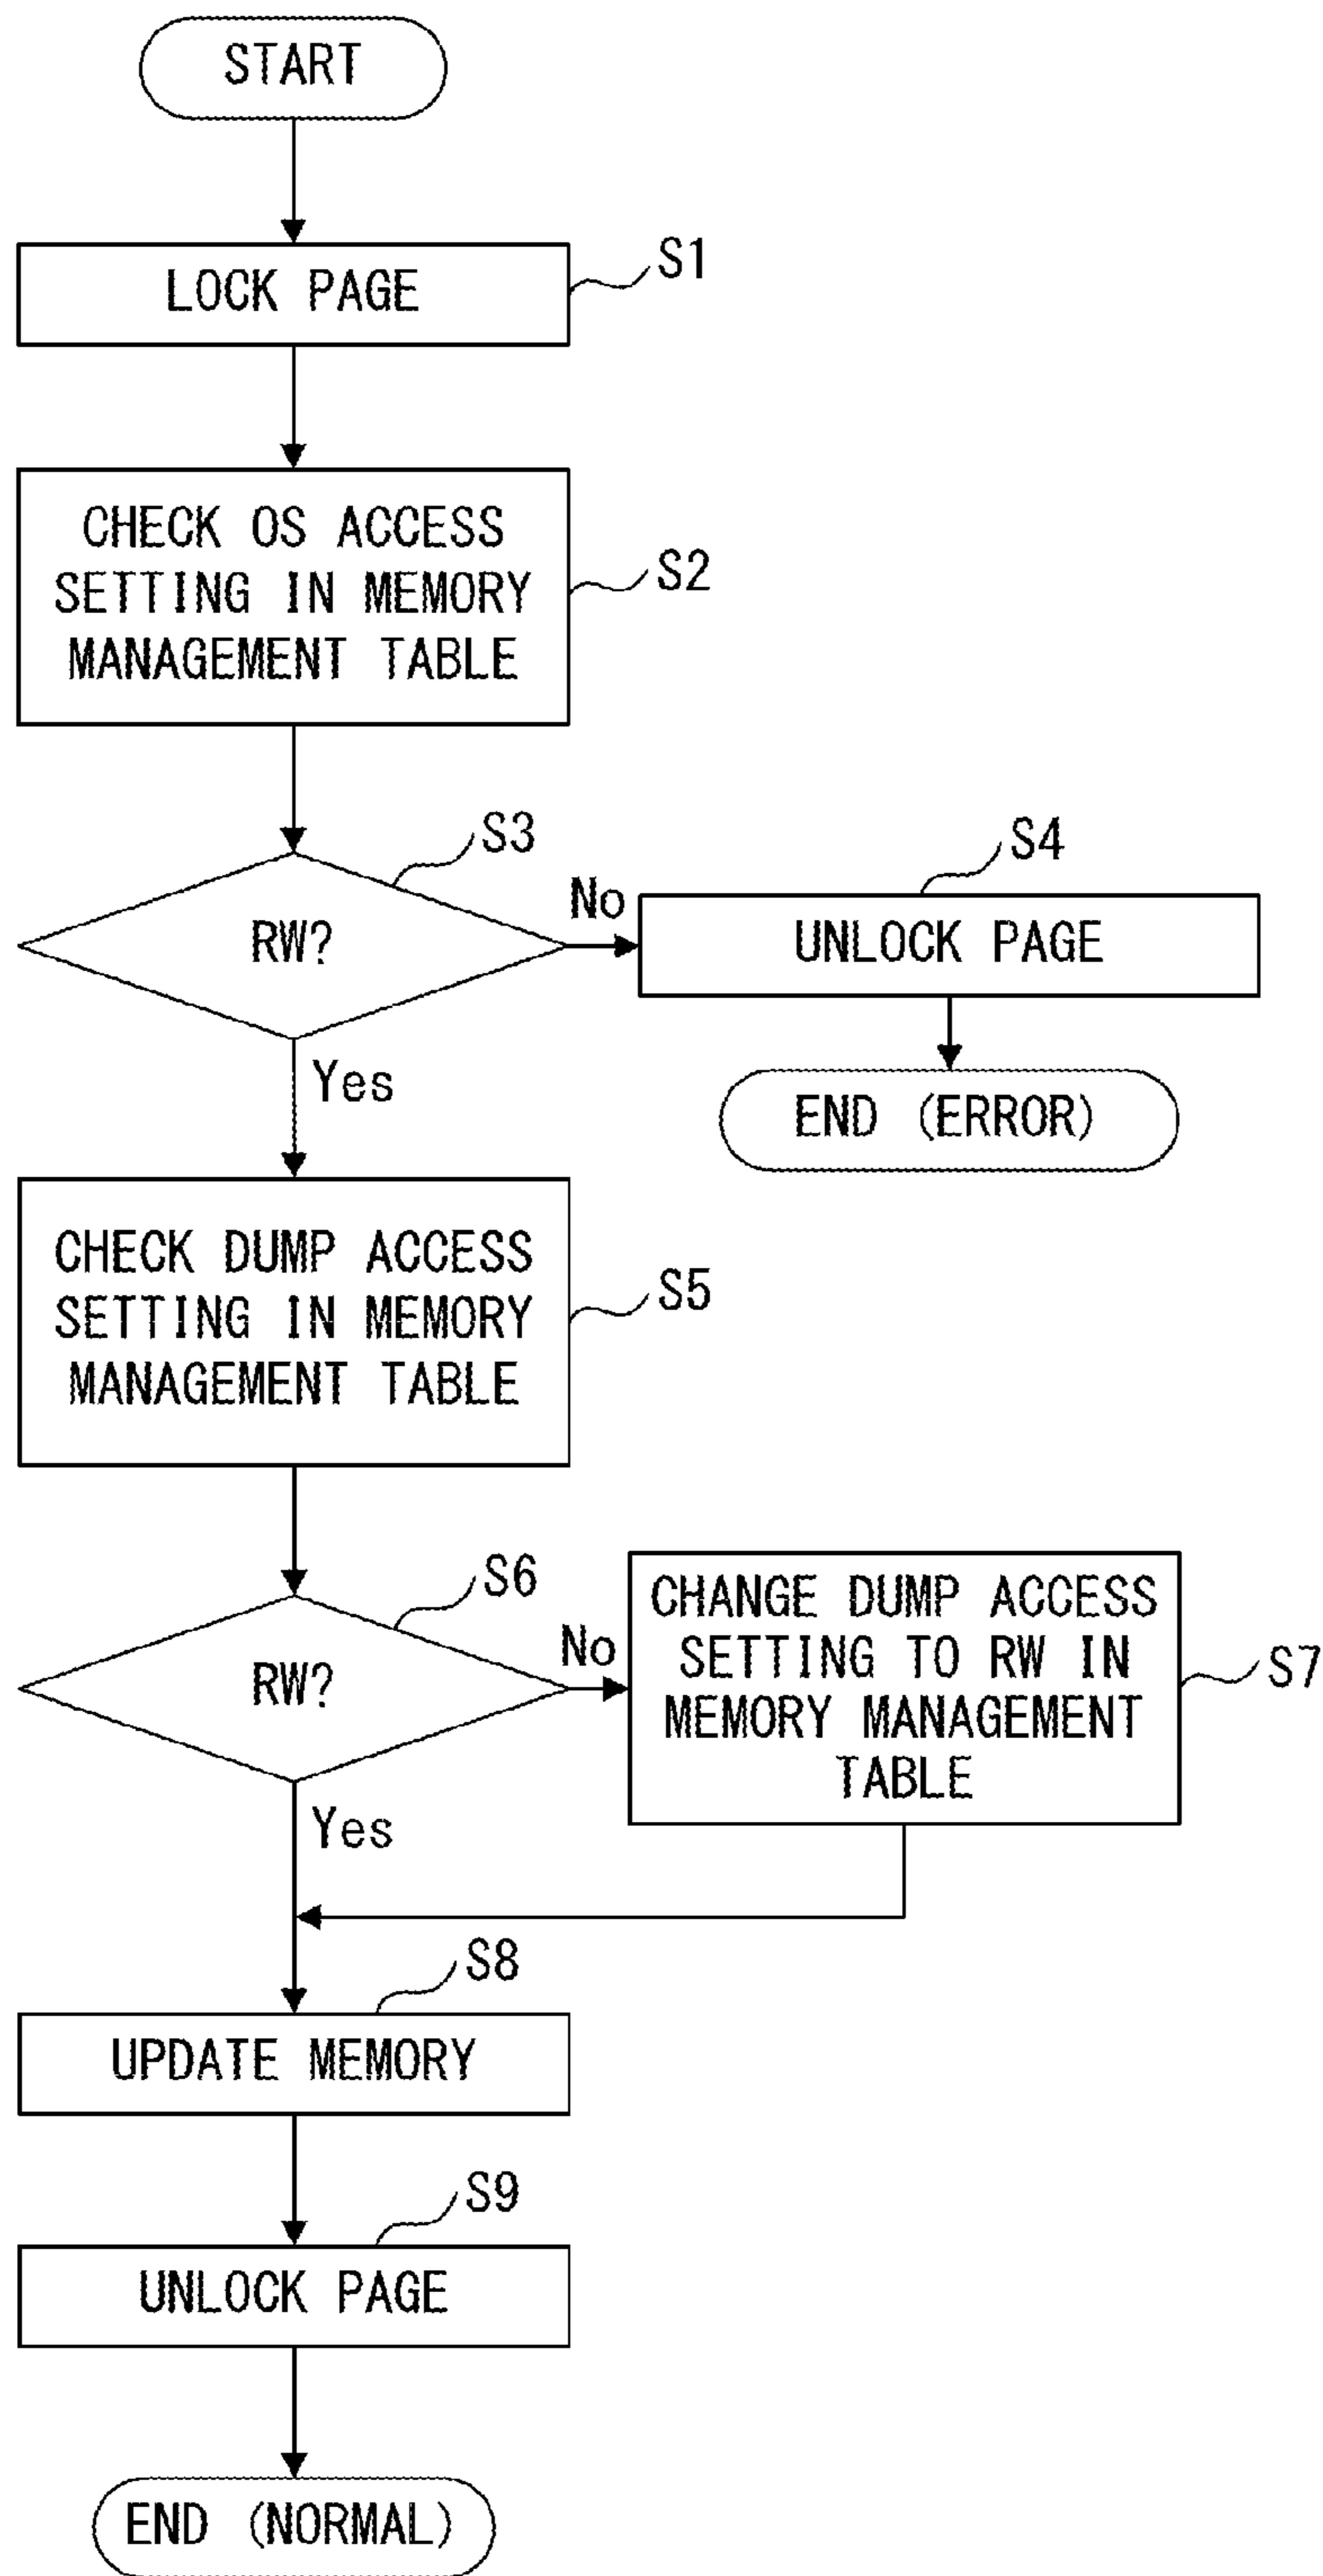 START
LOCK PAGE
S1
CHECK OS ACCESS
SETTING IN MEMORY
MANAGEMENT TABLE
S2
S3
RW?
No
S4
UNLOCK PAGE
END (ERROR)
Yes
CHECK DUMP ACCESS
SETTING IN MEMORY
MANAGEMENT TABLE
S5
S6
RW?
No
CHANGE DUMP ACCESS
SETTING TO RW IN
MEMORY MANAGEMENT
TABLE
S7
Yes
S8
UPDATE MEMORY
S9
UNLOCK PAGE
END (NORMAL)